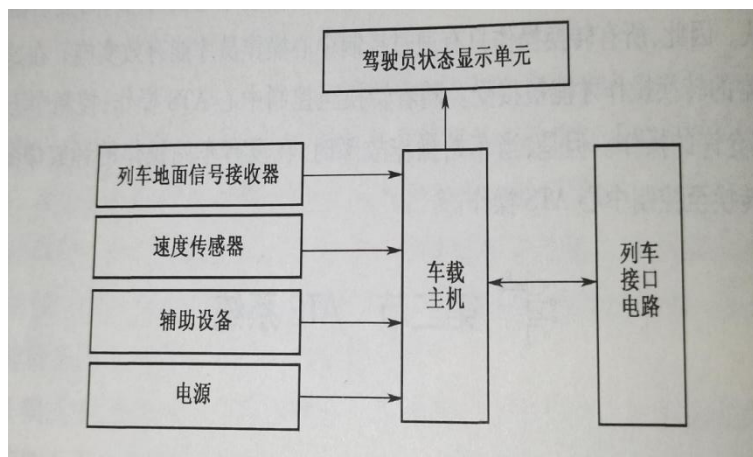 驾驶员状态显示单元
列车地面信号接收器
速度传感器
辅助设备
电源
车载
主机
列车
接口
电路